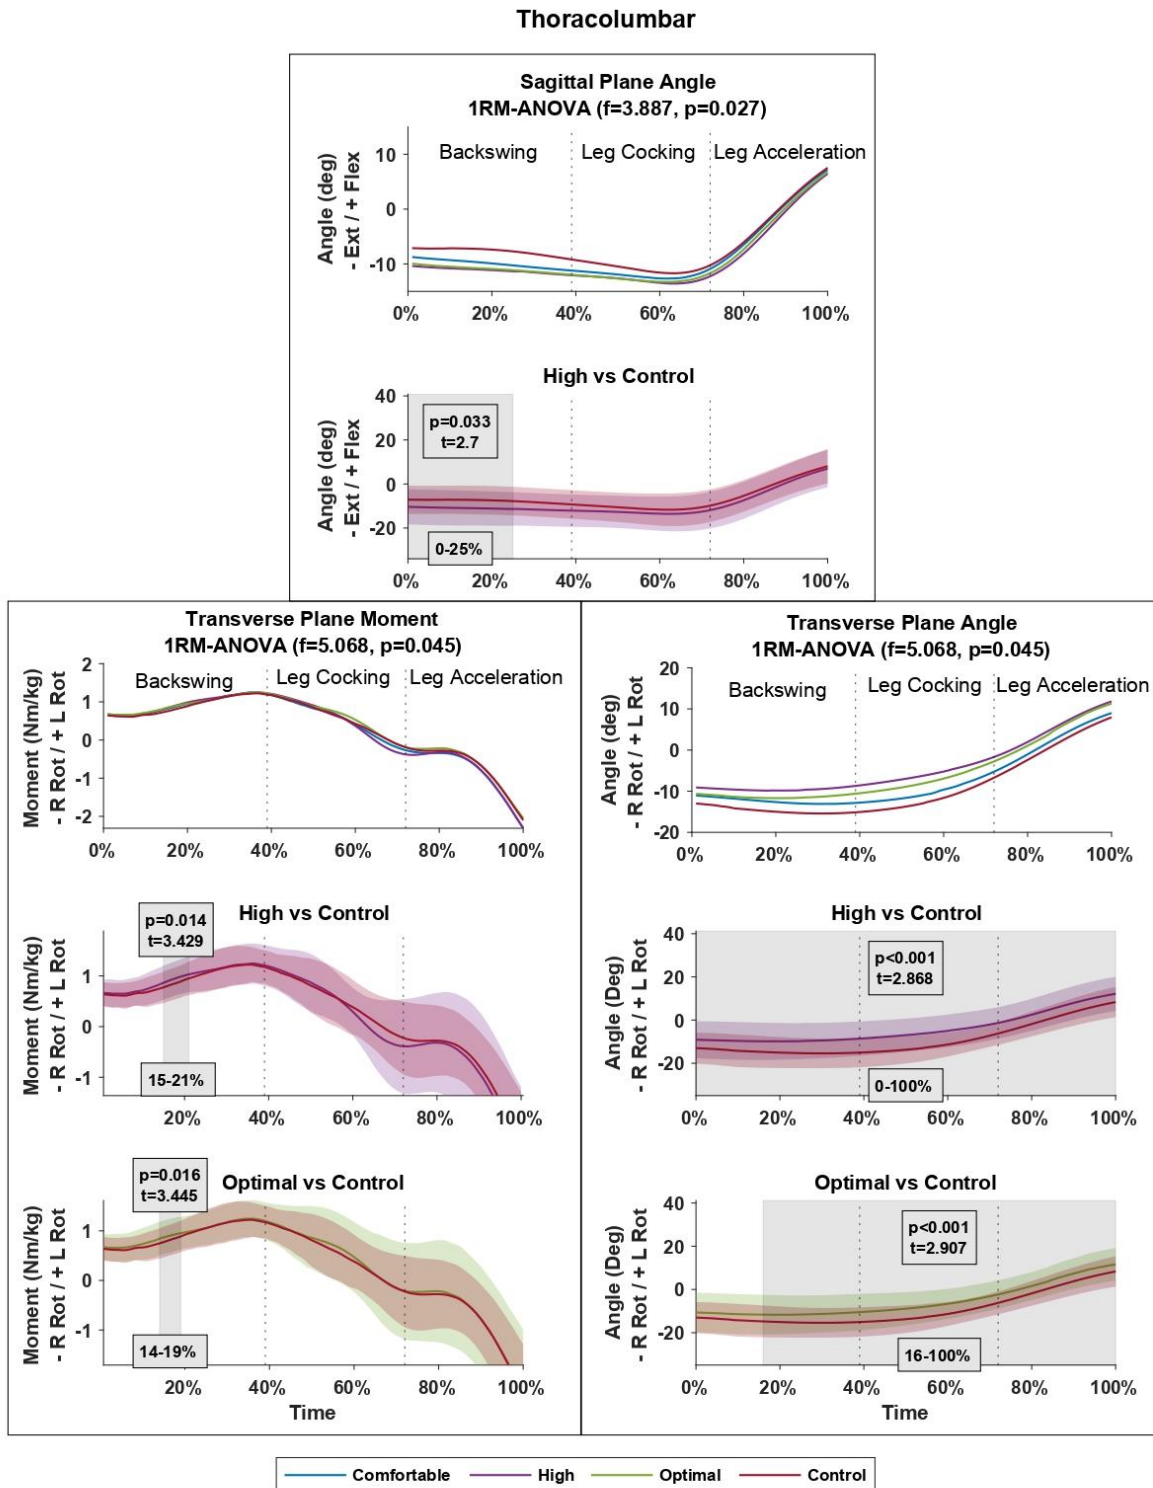 Thoracolumbar
Sagittal Plane Angle
1RM-ANOVA (f=3.887, p=0.027)
Angle (deg)
- Ext / + Flex
10
0
-10
Backswing
Leg Cocking
Leg Acceleration
0%
20%
40%
60%
80%
100%
High vs Control
Angle (deg)
- Ext / + Flex
40
20
0
-20
p=0.033
t=2.7
0-25%
0%
20%
40%
60%
80%
100%
Transverse Plane Moment
1RM-ANOVA (f=5.068, p=0.045)
Moment (Nm/kg)
- R Rot / + L Rot
2
1
0
-1
-2
Backswing
Leg Cocking
Leg Acceleration
0%
20%
40%
60%
80%
100%
High vs Control
Moment (Nm/kg)
- R Rot / + L Rot
1
0
-1
p=0.014
t=3.429
15-21%
20%
40%
60%
80%
100%
Optimal vs Control
Moment (Nm/kg)
- R Rot / + L Rot
1
0
-1
p=0.016
t=3.445
14-19%
20%
40%
60%
80%
100%
Time
Transverse Plane Angle
1RM-ANOVA (f=5.068, p=0.045)
Angle (deg)
- R Rot / + L Rot
20
10
0
-10
-20
Backswing
Leg Cocking
Leg Acceleration
0%
20%
40%
60%
80%
100%
High vs Control
Angle (Deg)
- R Rot / + L Rot
40
20
0
-20
p<0.001
t=2.868
0-100%
0%
20%
40%
60%
80%
100%
Optimal vs Control
Angle (Deg)
- R Rot / + L Rot
40
20
0
-20
p<0.001
t=2.907
16-100%
0%
20%
40%
60%
80%
100%
Time
Comfortable
High
Optimal
Control